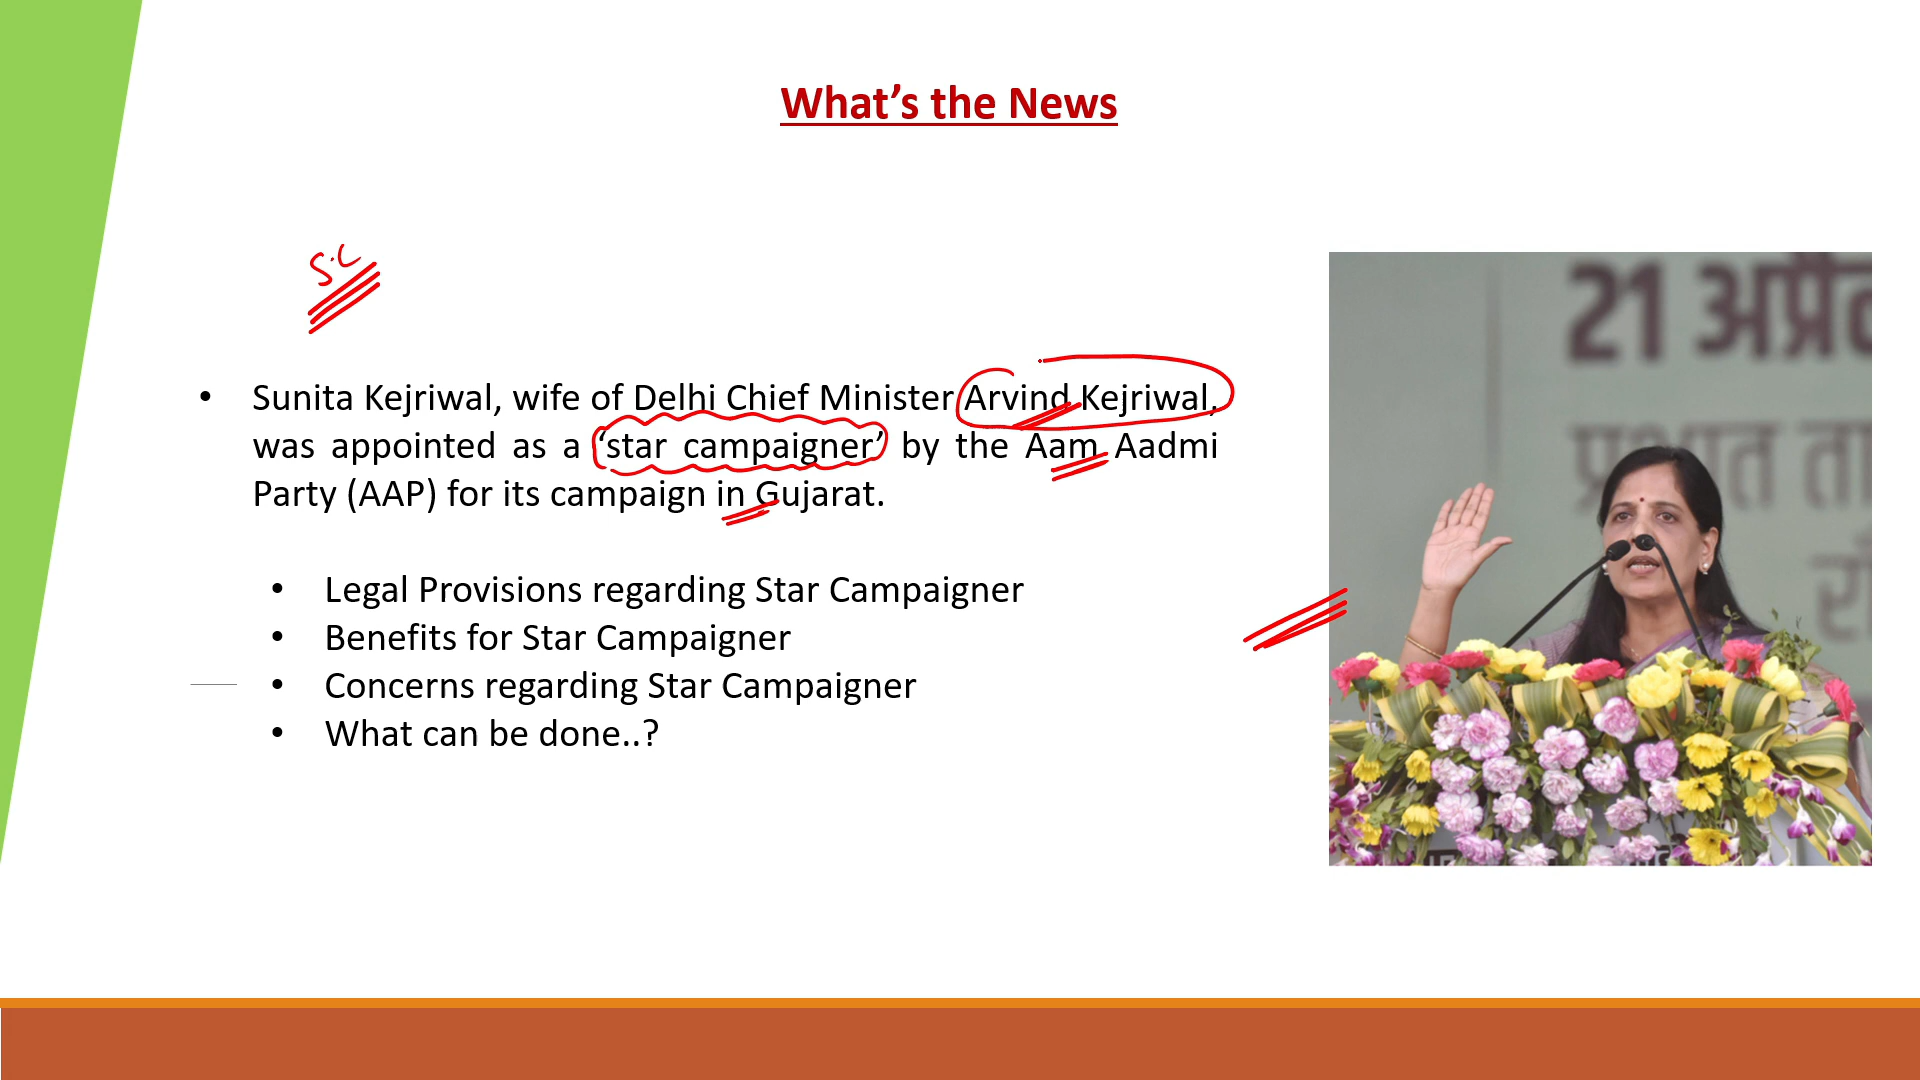 What’s the News
S.C
• Sunita Kejriwal, wife of Delhi Chief Minister Arvind Kejriwal,
was appointed as a ‘star campaigner’ by the Aam Aadmi
Party (AAP) for its campaign in Gujarat.
• Legal Provisions regarding Star Campaigner
• Benefits for Star Campaigner
• Concerns regarding Star Campaigner
• What can be done..?
21
प्रभात